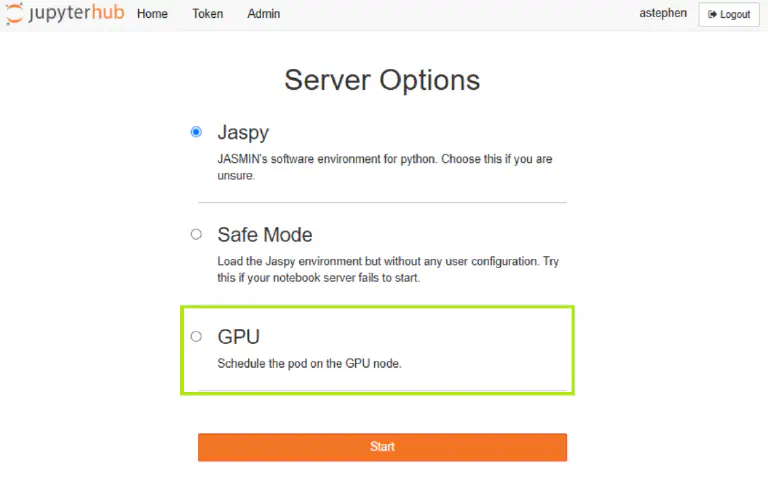 jupyterhub Home Token Admin astephen Logout
Server Options
Jaspy
JASMIN's software environment for python. Choose this if you are
unsure.
Safe Mode
Load the Jaspy environment but without any user configuration. Try
this if your notebook server fails to start.
GPU
Schedule the pod on the GPU node.
Start